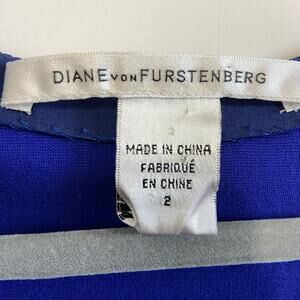 DIANE VON FURSTENBERG
MADE IN CHINA
FABRIQUÉ
EN CHINE
2